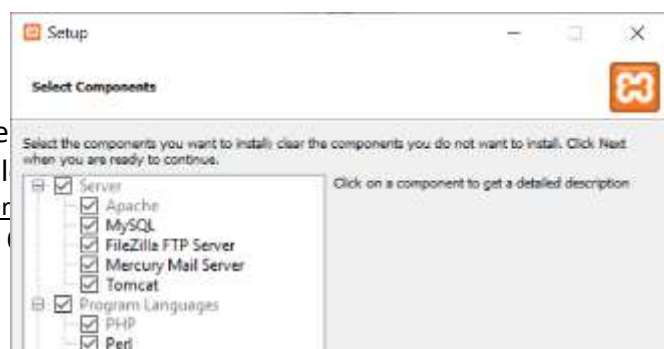 Setup
Select Components
Select the components you want to install; clear the components you do not want to install. Click Next
when you are ready to continue.
Click on a component to get a detailed description
Server
Apache
MySQL
FileZilla FTP Server
Mercury Mail Server
Tomcat
Program Languages
PHP
Perl